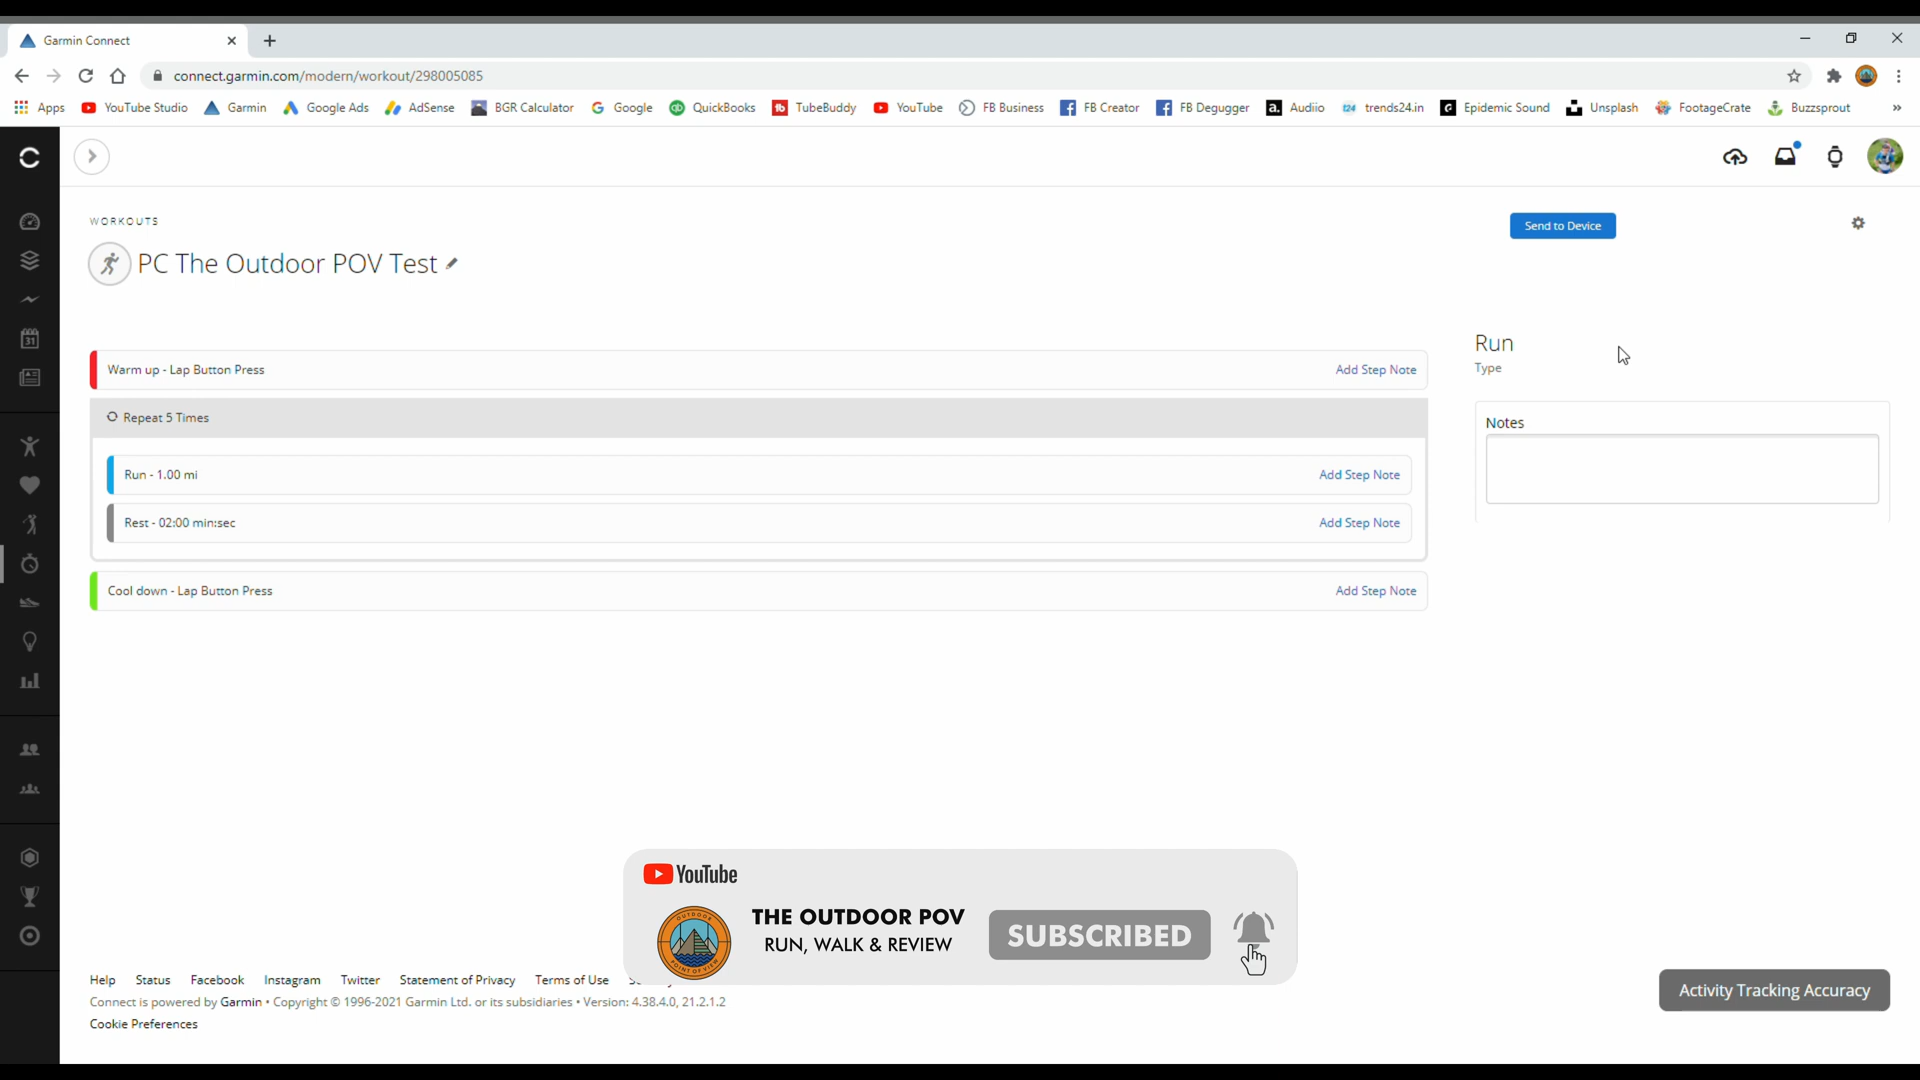 Garmin Connect
connect.garmin.com/modern/workout/298005085
Apps YouTube Studio Garmin Google Ads AdSense BGR Calculator Google QuickBooks TubeBuddy YouTube FB Business FB Creator FB Degugger Audiio trends24.in Epidemic Sound Unsplash FootageCrate Buzzsprout »
WORKOUTS
Send to Device
PC The Outdoor POV Test
Run
Type
Warm up - Lap Button Press Add Step Note
Repeat 5 Times
Notes
Run - 1.00 mi Add Step Note
Rest - 02:00 min:sec Add Step Note
Cool down - Lap Button Press Add Step Note
YouTube
THE OUTDOOR POV
RUN, WALK & REVIEW
SUBSCRIBED
OUTDOOR
POINT OF VIEW
Help Status Facebook Instagram Twitter Statement of Privacy Terms of Use
Connect is powered by Garmin • Copyright © 1996-2021 Garmin Ltd. or its subsidiaries • Version: 4.38.4.0, 21.2.1.2
Cookie Preferences
Activity Tracking Accuracy